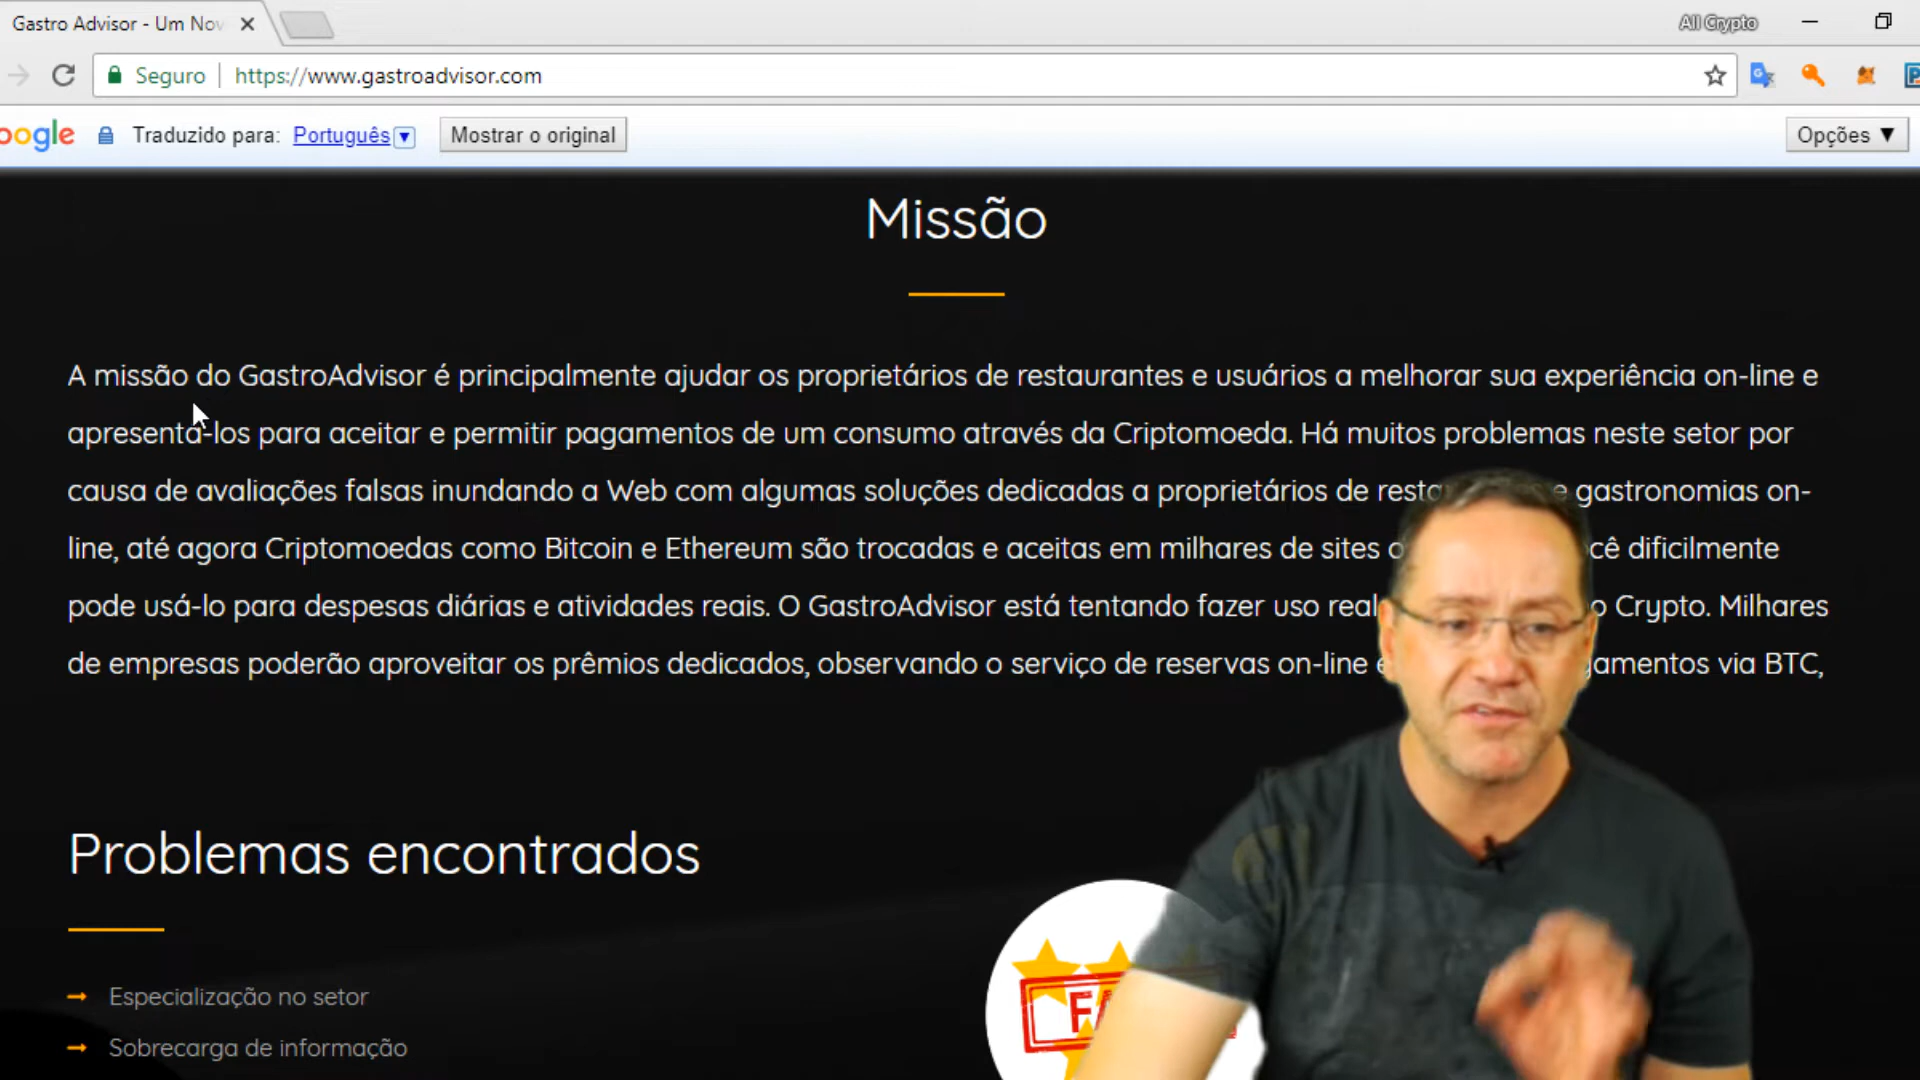 Gastro Advisor - Um Nov
All Crypto
Seguro https://www.gastroadvisor.com
oogle Traduzido para: Português Mostrar o original Opções
Missão
A missão do GastroAdvisor é principalmente ajudar os proprietários de restaurantes e usuários a melhorar sua experiência on-line e
apresentá-los para aceitar e permitir pagamentos de um consumo através da Criptomoeda. Há muitos problemas neste setor por
causa de avaliações falsas inundando a Web com algumas soluções dedicadas a proprietários de e gastronomias on-
line, até agora Criptomoedas como Bitcoin e Ethereum são trocadas e aceitas em milhares de sites dificilmente
pode usá-lo para despesas diárias e atividades reais. O GastroAdvisor está tentando fazer uso real o Crypto. Milhares
de empresas poderão aproveitar os prêmios dedicados, observando o serviço de reservas on-line via BTC,
Problemas encontrados
Especialização no setor
Sobrecarga de informação